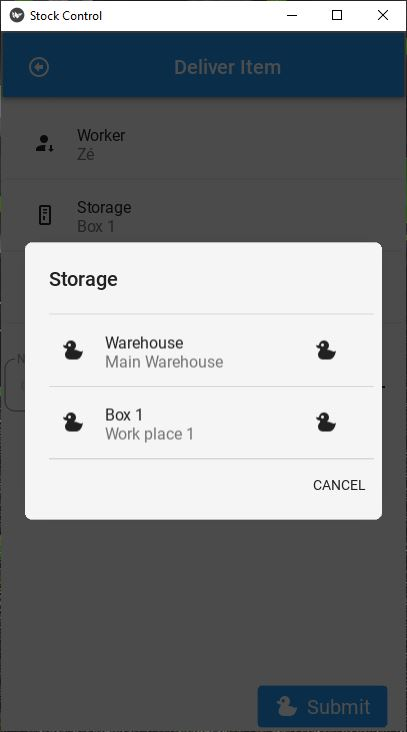 Stock Control
Deliver Item
Worker
Zé
Storage
Box 1
Storage
Warehouse
Main Warehouse
Box 1
Work place 1
CANCEL
Submit